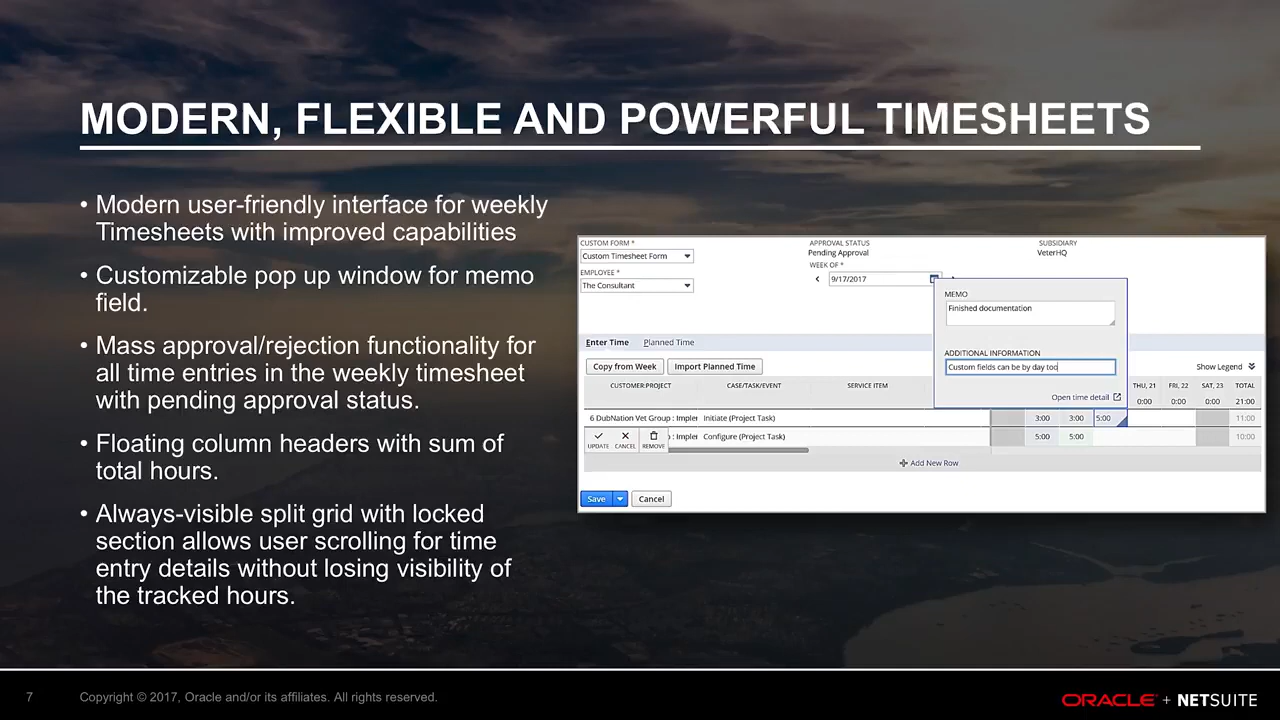 MODERN, FLEXIBLE AND POWERFUL TIMESHEETS
• Modern user-friendly interface for weekly
Timesheets with improved capabilities
• Customizable pop up window for memo
field.
• Mass approval/rejection functionality for
all time entries in the weekly timesheet
with pending approval status.
• Floating column headers with sum of
total hours.
• Always-visible split grid with locked
section allows user scrolling for time
entry details without losing visibility of
the tracked hours.
CUSTOM FORM * APPROVAL STATUS SUBSIDIARY
Custom Timesheet Form Pending Approval VeterHQ
EMPLOYEE * WEEK OF *
The Consultant 9/17/2017
MEMO
Finished documentation
Enter Time Planned Time
ADDITIONAL INFORMATION
Copy from Week Import Planned Time Custom fields can be by day too Show Legend
CUSTOMER:PROJECT CASE/TASK/EVENT SERVICE ITEM THU, 21 FRI, 22 SAT, 23 TOTAL
Open time detail 0:00 0:00 0:00 21:00
6 DubNation Vet Group : Impler Initiate (Project Task) 3:00 3:00 5:00 11:00
UPDATE CANCEL REMOVE : Impler Configure (Project Task) 5:00 5:00 10:00
Add New Row
Save Cancel
7 Copyright © 2017, Oracle and/or its affiliates. All rights reserved. ORACLE + NETSUITE